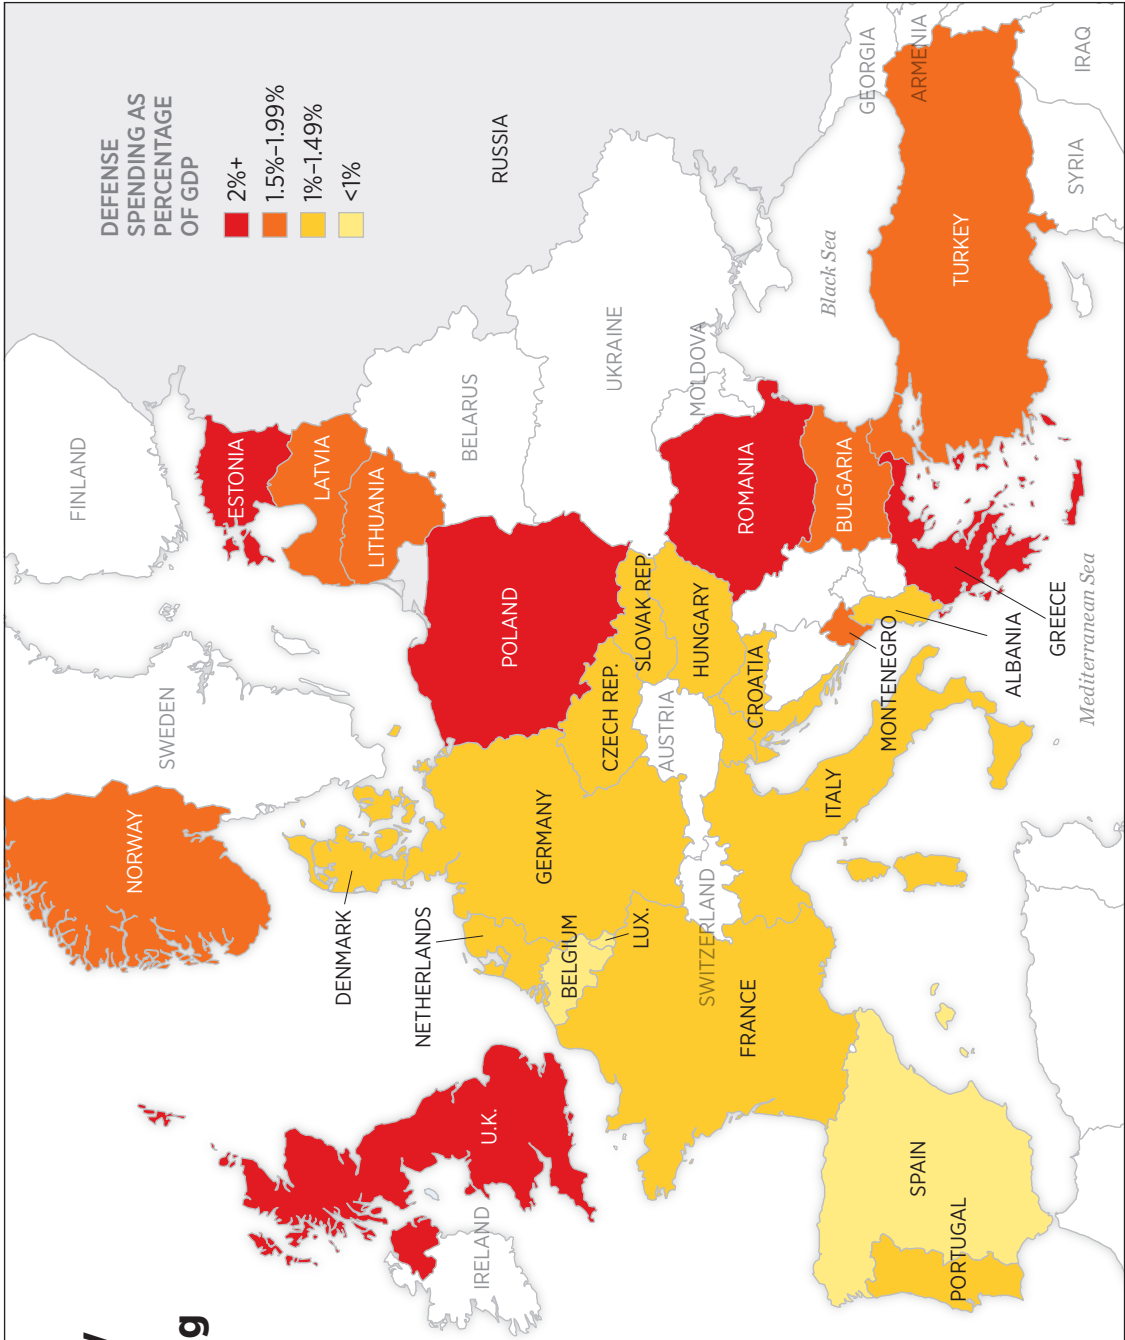 g
DEFENSE
SPENDING AS
PERCENTAGE
OF GDP
2%+
1.5%–1.99%
1%–1.49%
<1%
FINLAND
NORWAY
SWEDEN
ESTONIA
LATVIA
LITHUANIA
DENMARK
NETHERLANDS
BELARUS
RUSSIA
IRELAND
U.K.
POLAND
GERMANY
BELGIUM
LUX.
CZECH REP.
SLOVAK REP.
UKRAINE
AUSTRIA
HUNGARY
MOLDOVA
SWITZERLAND
FRANCE
CROATIA
ROMANIA
ITALY
BULGARIA
Black Sea
GEORGIA
MONTENEGRO
ARMENIA
SPAIN
PORTUGAL
TURKEY
ALBANIA
GREECE
SYRIA
IRAQ
Mediterranean Sea